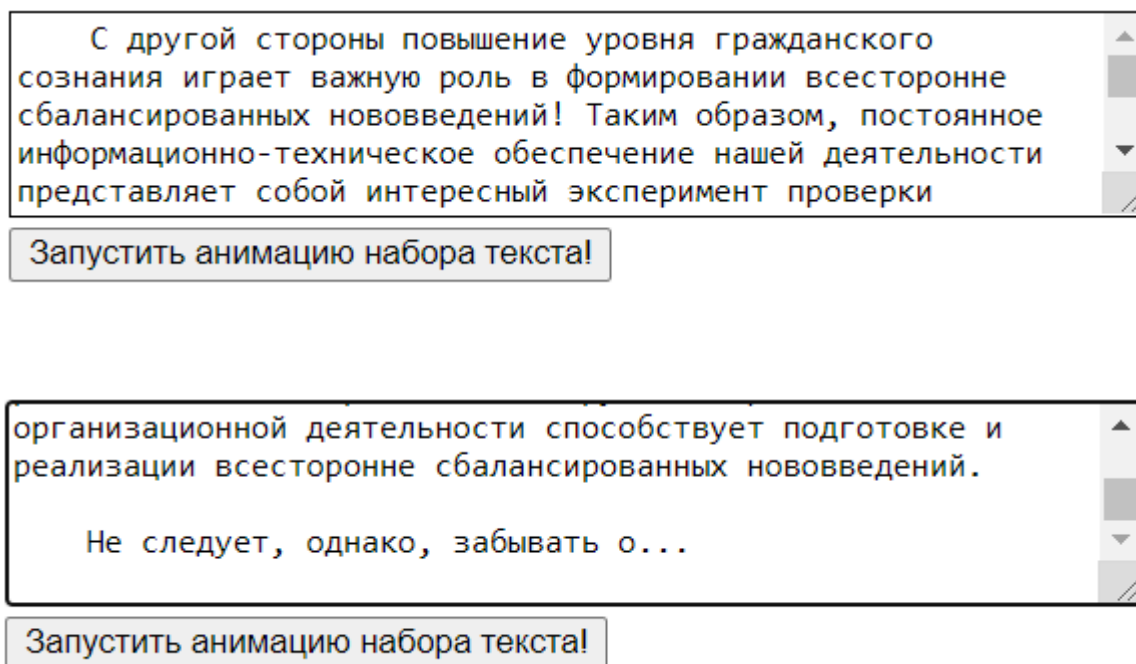 С другой стороны повышение уровня гражданского
сознания играет важную роль в формировании всесторонне
сбалансированных нововведений! Таким образом, постоянное
информационно-техническое обеспечение нашей деятельности
представляет собой интересный эксперимент проверки
Запустить анимацию набора текста!
организационной деятельности способствует подготовке и
реализации всесторонне сбалансированных нововведений.
Не следует, однако, забывать о...
Запустить анимацию набора текста!